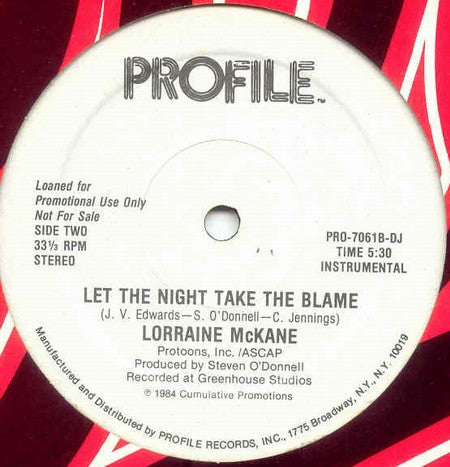 PROFILE™
Loaned for
Promotional Use Only
Not For Sale
SIDE TWO
33⅓ RPM
STEREO
PRO-7061B-DJ
TIME 5:30
INSTRUMENTAL
LET THE NIGHT TAKE THE BLAME
(J. V. Edwards—S. O'Donnell—C. Jennings)
LORRAINE McKANE
Protoons, Inc. /ASCAP
Produced by Steven O'Donnell
Recorded at Greenhouse Studios
℗ 1984 Cumulative Promotions
Manufactured and Distributed by PROFILE RECORDS, INC., 1775 Broadway, N.Y., N.Y. 10019